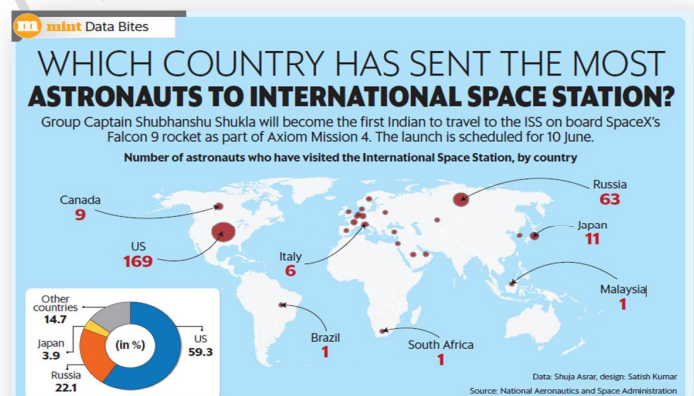 m mint Data Bites
WHICH COUNTRY HAS SENT THE MOST
ASTRONAUTS TO INTERNATIONAL SPACE STATION?
Group Captain Shubhanshu Shukla will become the first Indian to travel to the ISS on board SpaceX's
Falcon 9 rocket as part of Axiom Mission 4. The launch is scheduled for 10 June.
Number of astronauts who have visited the International Space Station, by country
Canada
9
US
169
Italy
6
Russia
63
Japan
11
Malaysia
1
Brazil
1
South Africa
1
Other
countries
14.7
Japan
3.9
Russia
22.1
(in %)
US
59.3
Data: Shuja Asrar, design: Satish Kumar
Source: National Aeronautics and Space Administration